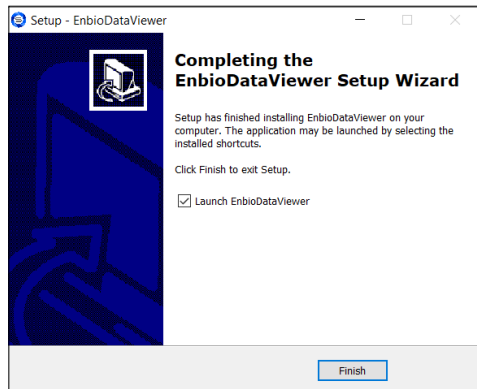 Setup - EnbioDataViewer
Completing the
EnbioDataViewer Setup Wizard
Setup has finished installing EnbioDataViewer on your
computer. The application may be launched by selecting the
installed shortcuts.
Click Finish to exit Setup.
Launch EnbioDataViewer
Finish